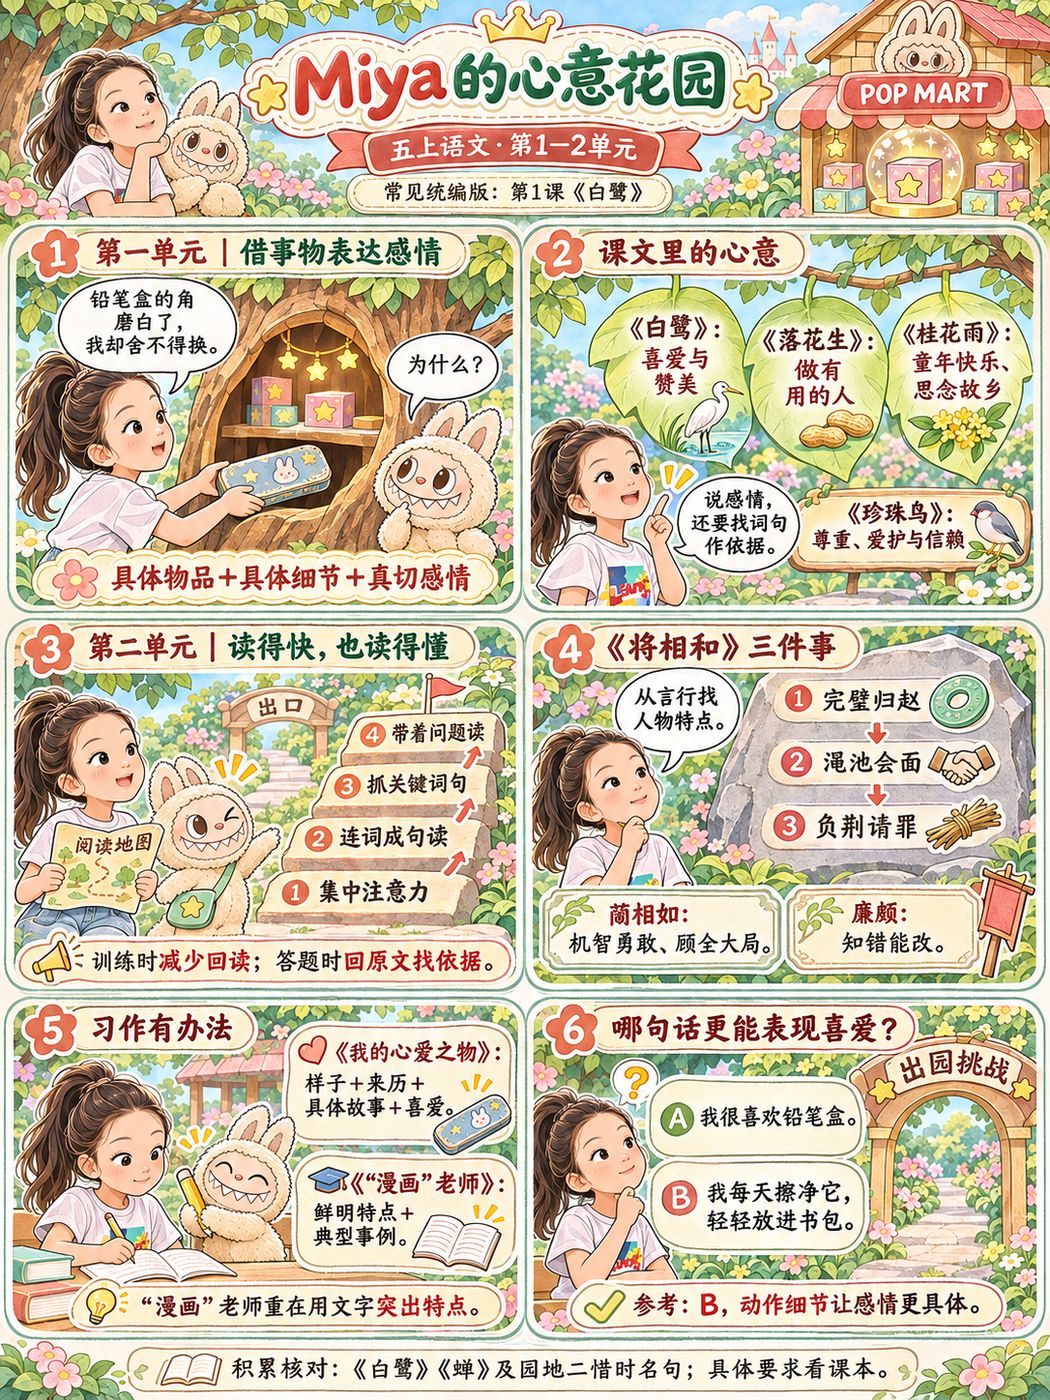 Miya的心意花园
POP MART
五上语文·第1—2单元
常见统编版：第1课《白鹭》
1 第一单元｜借事物表达感情
铅笔盒的角
磨白了，
我却舍不得换。
为什么？
具体物品＋具体细节＋真切感情
2 课文里的心意
《白鹭》：
喜爱与
赞美
《落花生》：
做有
用的人
《桂花雨》：
童年快乐、
思念故乡
说感情，
还要找词句
作依据。
《珍珠鸟》：
尊重、爱护与信赖
3 第二单元｜读得快，也读得懂
出口
4 带着问题读
3 抓关键词句
2 连词成句读
1 集中注意力
阅读地图
训练时减少回读；答题时回原文找依据。
4 《将相和》三件事
从言行找
人物特点。
1 完璧归赵
2 渑池会面
3 负荆请罪
蔺相如：
机智勇敢、顾全大局。
廉颇：
知错能改。
5 习作有办法
《我的心爱之物》：
样子＋来历＋
具体故事＋喜爱。
《“漫画”老师》：
鲜明特点＋
典型事例。
“漫画”老师重在用文字突出特点。
6 哪句话更能表现喜爱？
出园挑战
?
A 我很喜欢铅笔盒。
B 我每天擦净它，
轻轻放进书包。
参考：B，动作细节让感情更具体。
积累核对：《白鹭》《蝉》及园地二惜时名句；具体要求看课本。